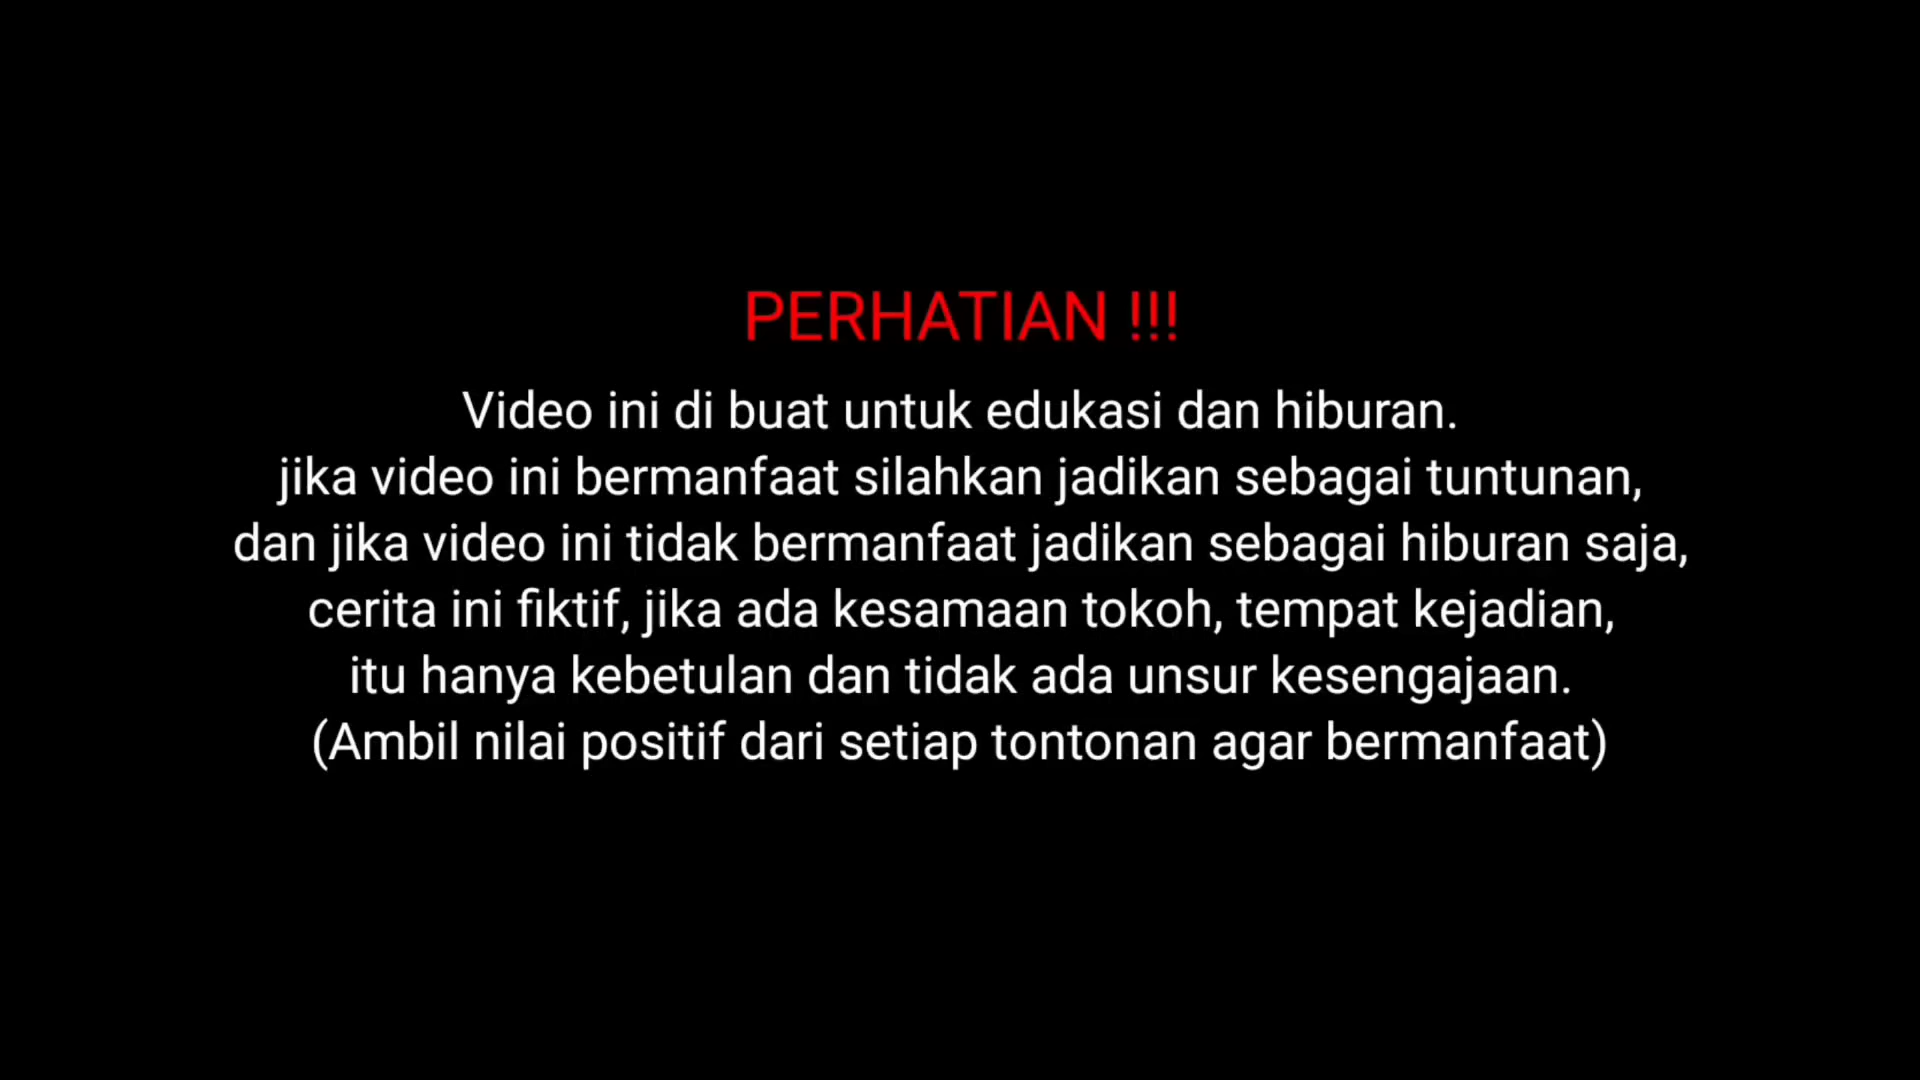 PERHATIAN !!!
Video ini di buat untuk edukasi dan hiburan.
jika video ini bermanfaat silahkan jadikan sebagai tuntunan,
dan jika video ini tidak bermanfaat jadikan sebagai hiburan saja,
cerita ini fiktif, jika ada kesamaan tokoh, tempat kejadian,
itu hanya kebetulan dan tidak ada unsur kesengajaan.
(Ambil nilai positif dari setiap tontonan agar bermanfaat)